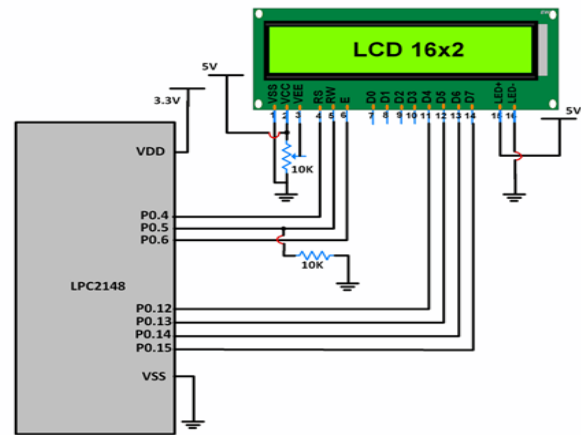 LCD 16x2
VSS VCC VEE RS RW E D0 D1 D2 D3 D4 D5 D6 D7 LED+ LED-
1 2 3 4 5 6 7 8 9 10 11 12 13 14 15 16
5V
3.3V
5V
VDD
10K
P0.4
P0.5
P0.6
10K
LPC2148
P0.12
P0.13
P0.14
P0.15
VSS